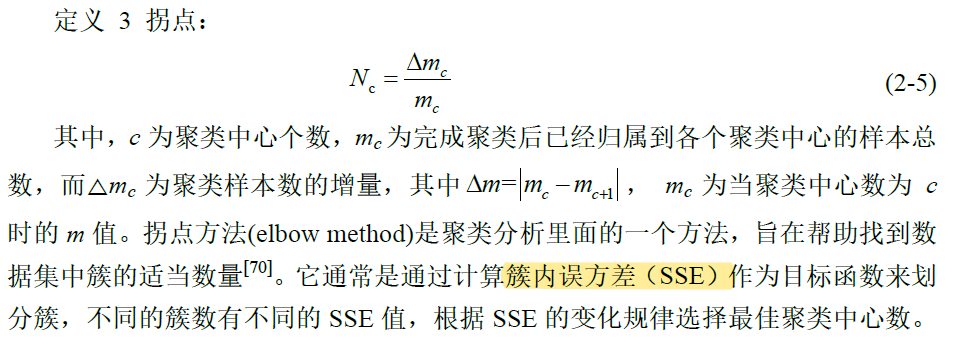 定义 3 拐点：
N_c = Δm_c / m_c (2-5)
其中，c 为聚类中心个数，m_c 为完成聚类后已经归属到各个聚类中心的样本总
数，而△m_c 为聚类样本数的增量，其中 Δm=|m_c − m_{c+1}|， m_c 为当聚类中心数为 c
时的 m 值。拐点方法(elbow method)是聚类分析里面的一个方法，旨在帮助找到数
据集中簇的适当数量[70]。它通常是通过计算簇内误方差（SSE）作为目标函数来划
分簇，不同的簇数有不同的 SSE 值，根据 SSE 的变化规律选择最佳聚类中心数。